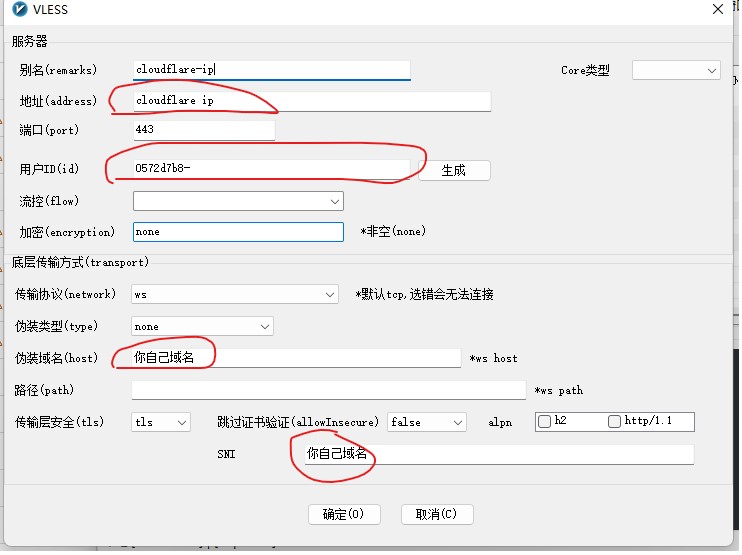 VLESS
服务器
别名(remarks) cloudflare-ip Core类型
地址(address) cloudflare ip
端口(port) 443
用户ID(id) 0572d7b8- 生成
流控(flow)
加密(encryption) none *非空(none)
底层传输方式(transport)
传输协议(network) ws *默认tcp,选错会无法连接
伪装类型(type) none
伪装域名(host) 你自己域名 *ws host
路径(path) *ws path
传输层安全(tls) tls 跳过证书验证(allowInsecure) false alpn h2 http/1.1
SNI 你自己域名
确定(O) 取消(C)